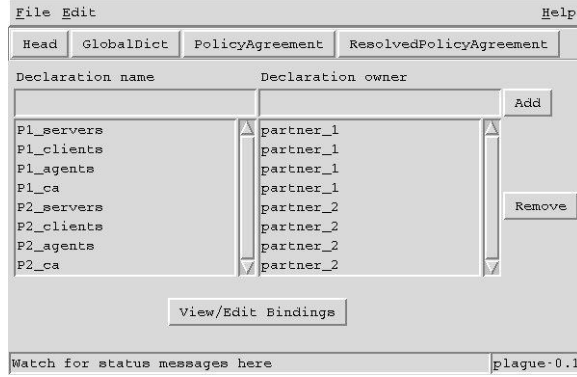 File Edit Help
Head GlobalDict PolicyAgreement ResolvedPolicyAgreement
Declaration name Declaration owner
Add
P1_servers partner_1
P1_clients partner_1
P1_agents partner_1
P1_ca partner_1
P2_servers partner_2 Remove
P2_clients partner_2
P2_agents partner_2
P2_ca partner_2
View/Edit Bindings
Watch for status messages here plague-0.1